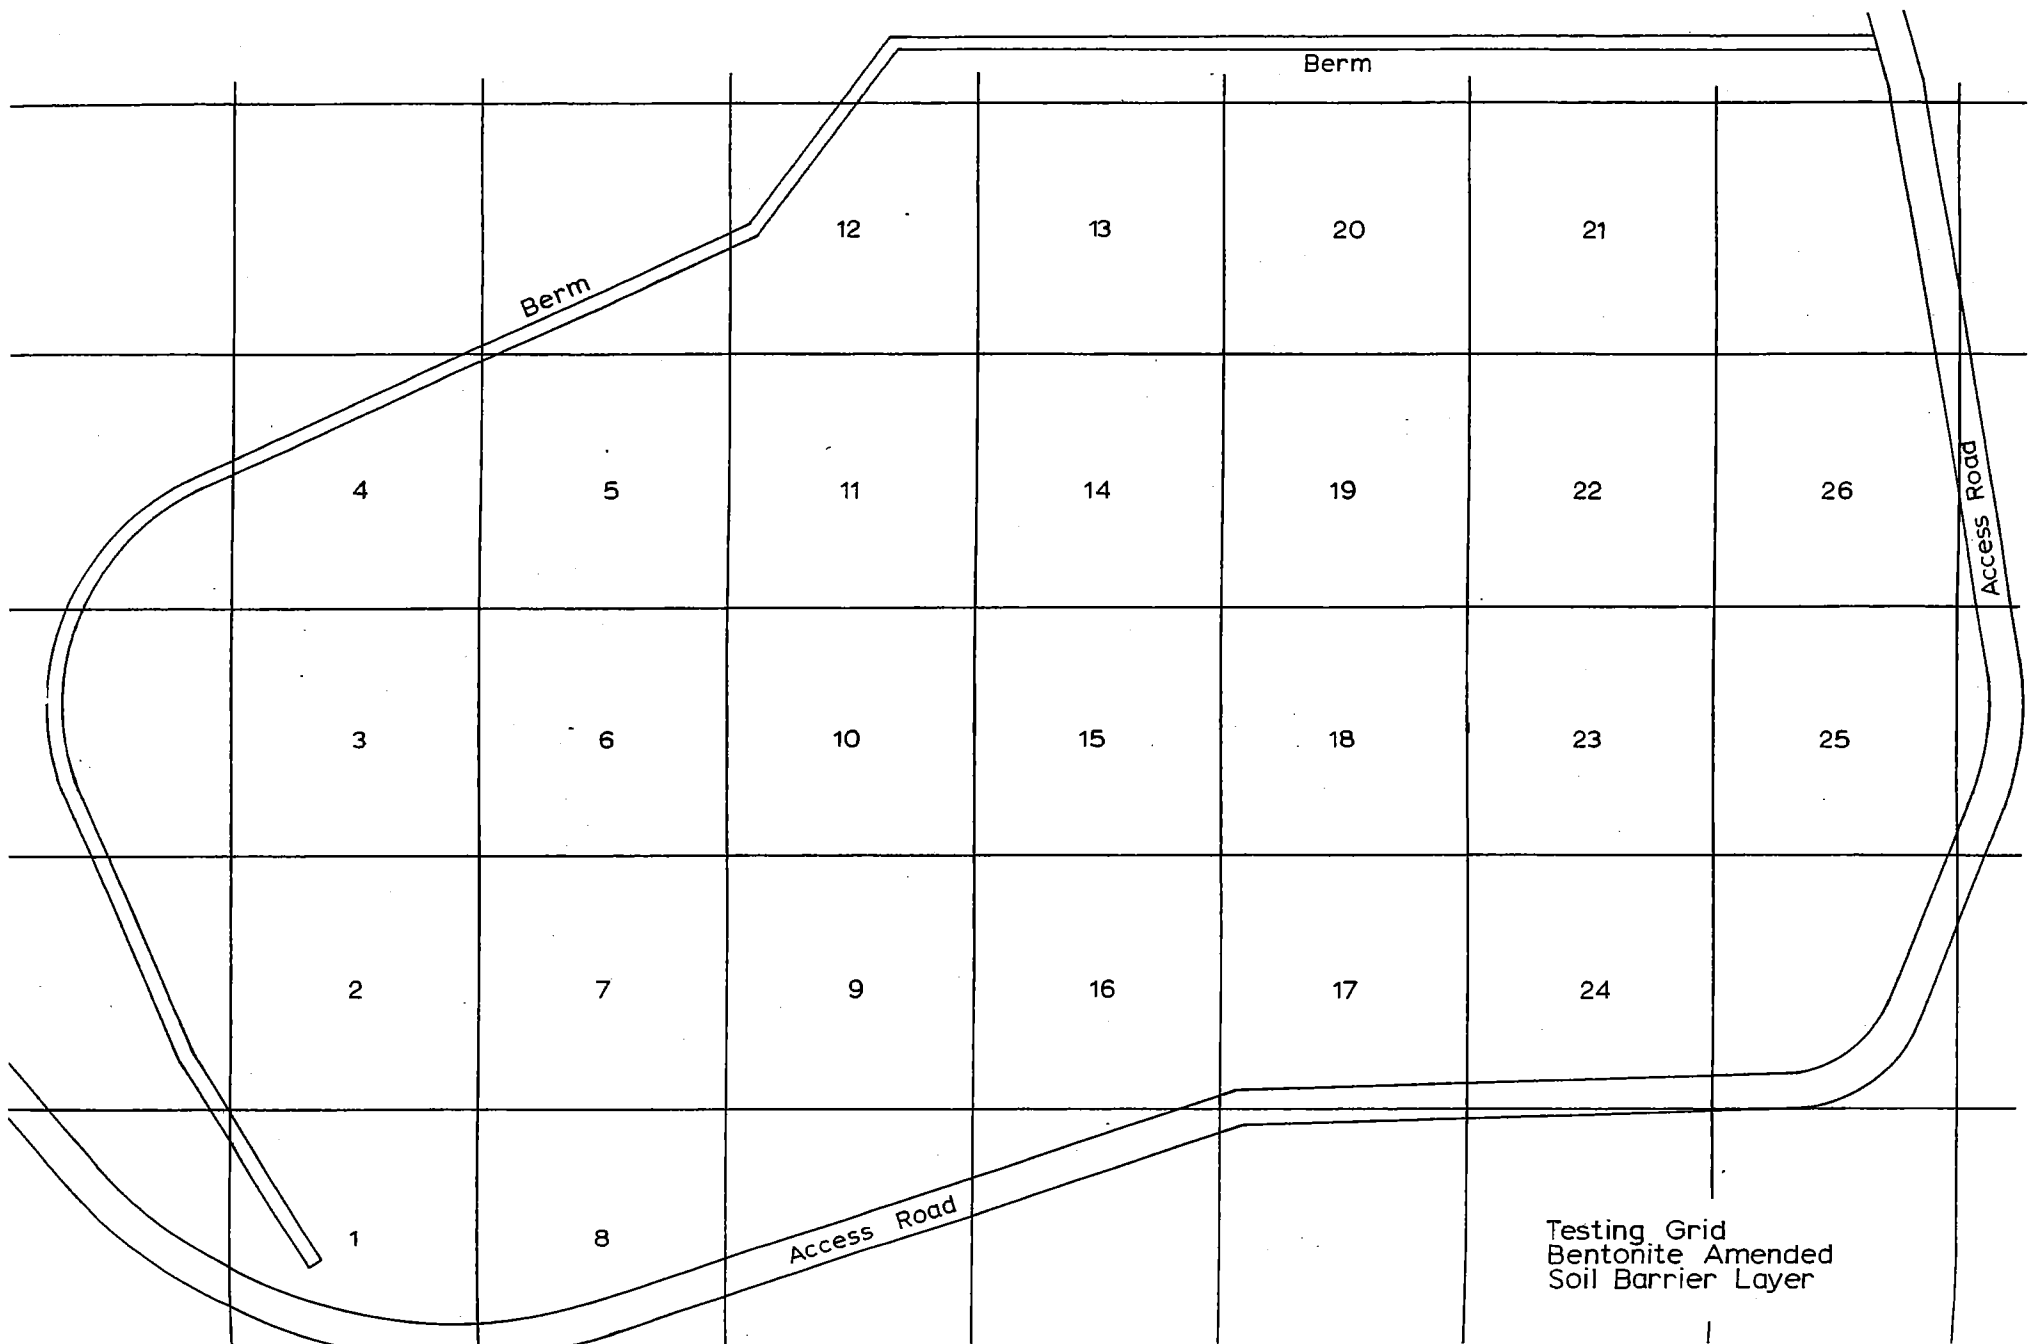 Berm
12 13 20 21
Berm
4 5 11 14 19 22 26
Access Road
3 6 10 15 18 23 25
2 7 9 16 17 24
1 8
Access Road
Testing Grid
Bentonite Amended
Soil Barrier Layer